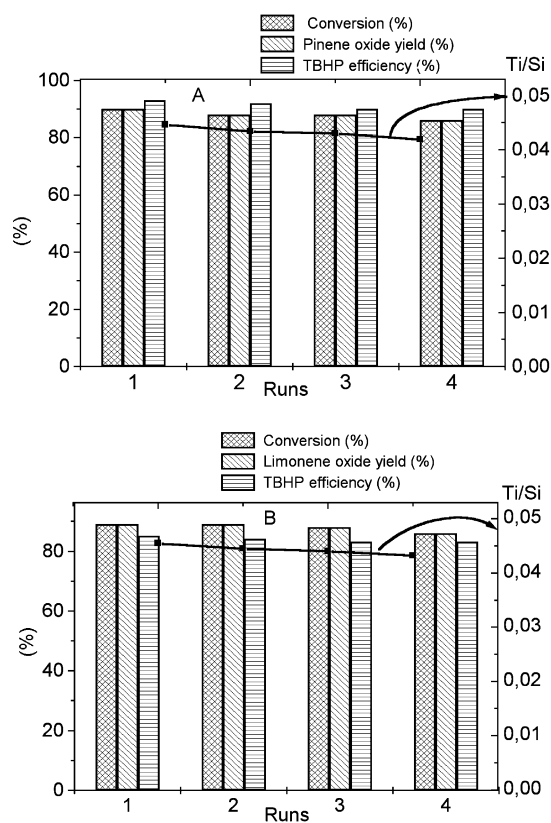 Conversion (%)
Pinene oxide yield (%)
TBHP efficiency (%)
Ti/Si
A
100
80
60
40
20
0
(%)
0,05
0,04
0,03
0,02
0,01
0,00
1 2 3 4
Runs
Conversion (%)
Limonene oxide yield (%)
TBHP efficiency (%)
Ti/Si
B
80
60
40
20
0
(%)
0,05
0,04
0,03
0,02
0,01
0,00
1 2 3 4
Runs